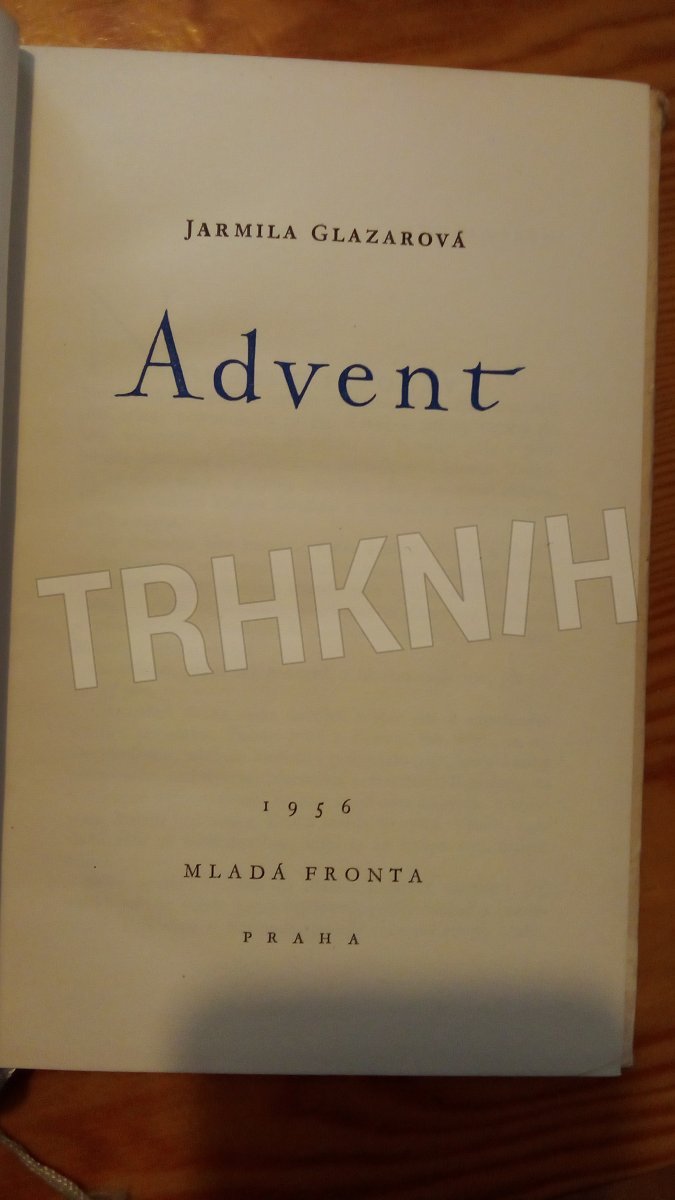 JARMILA GLAZAROVÁ
Advent
TRHKNIH
1956
MLADÁ FRONTA
PRAHA